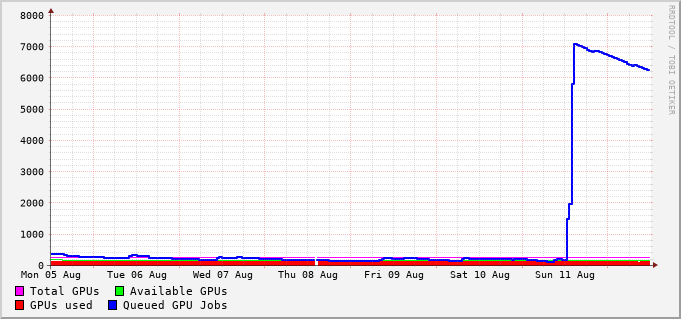 8000
7000
6000
5000
4000
3000
2000
1000
0
Mon 05 Aug Tue 06 Aug Wed 07 Aug Thu 08 Aug Fri 09 Aug Sat 10 Aug Sun 11 Aug
Total GPUs Available GPUs
GPUs used Queued GPU Jobs
RRDTOOL / TOBI OETIKER